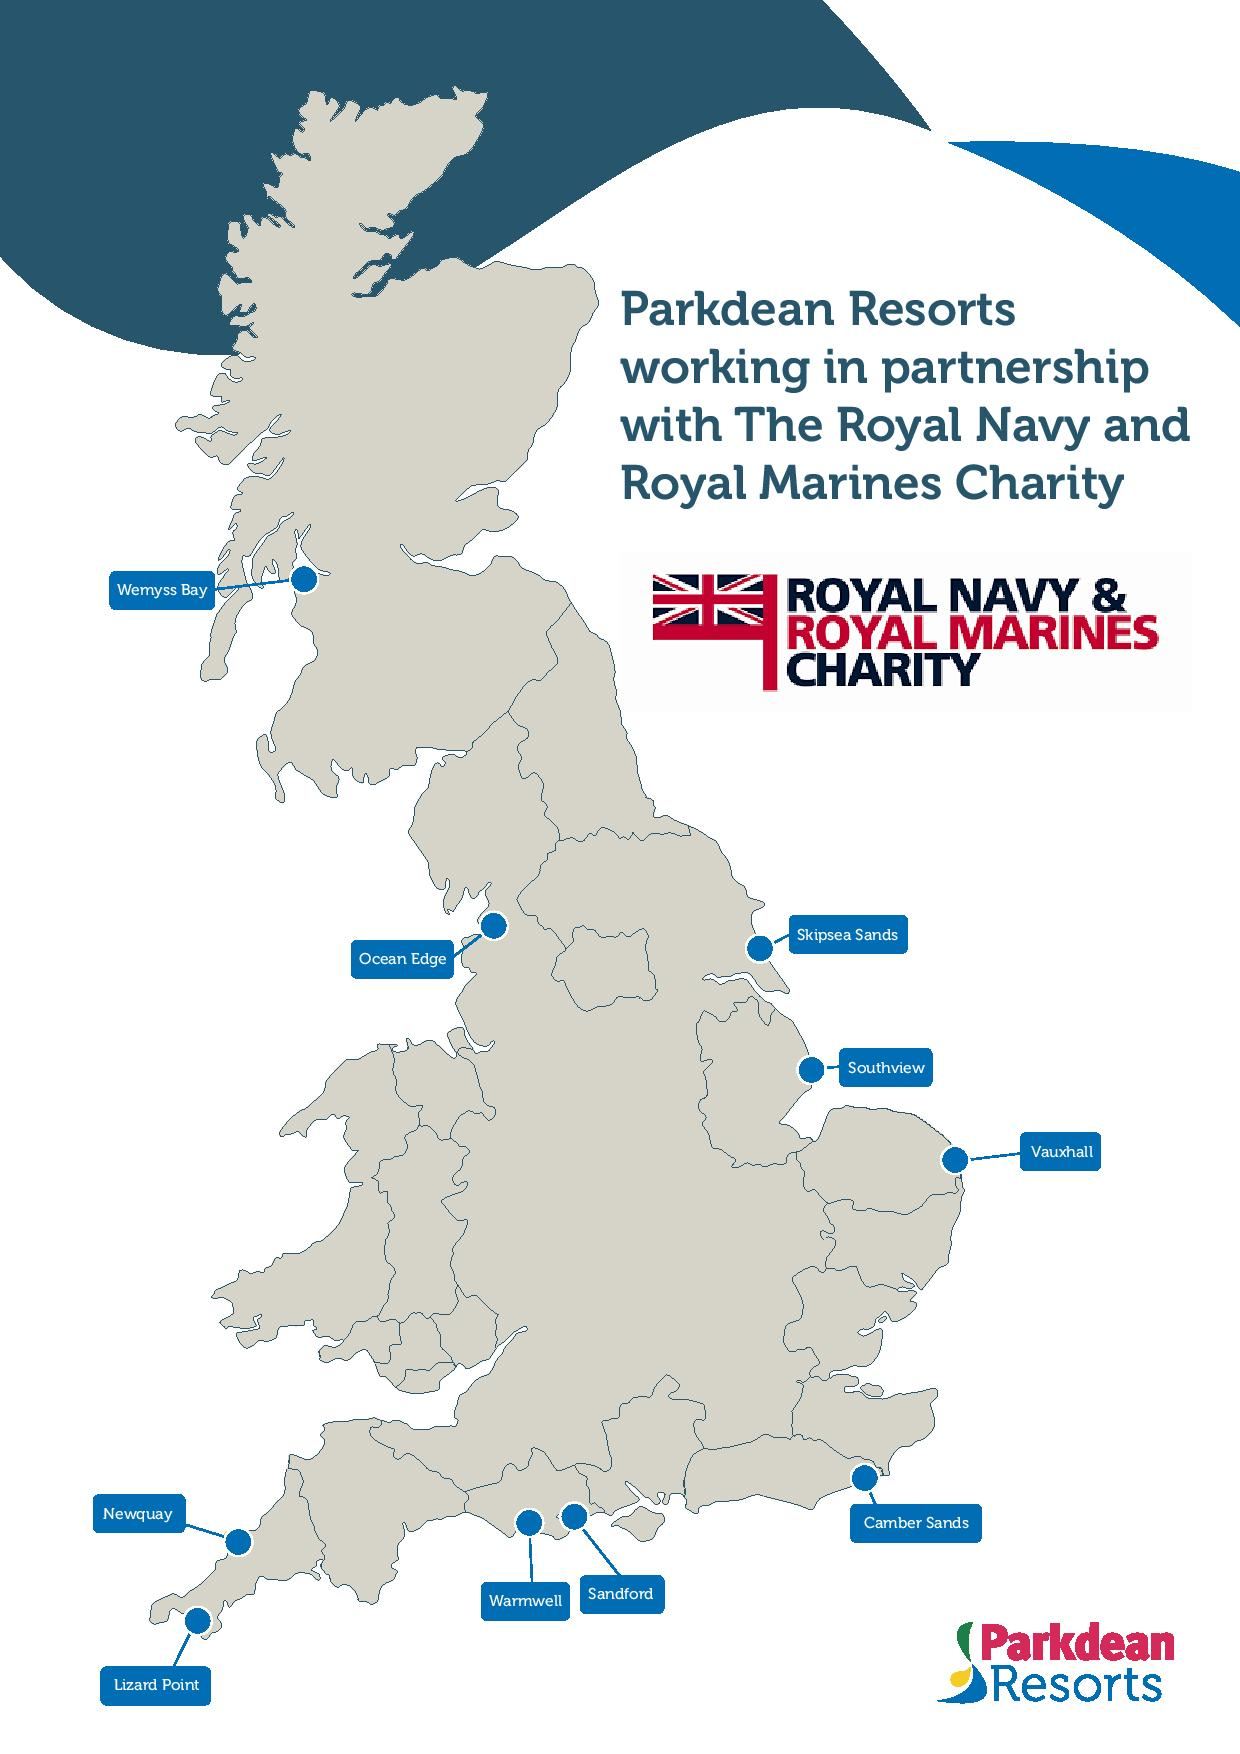 Parkdean Resorts
working in partnership
with The Royal Navy and
Royal Marines Charity
ROYAL NAVY &
ROYAL MARINES
CHARITY
Wemyss Bay
Ocean Edge
Skipsea Sands
Southview
Vauxhall
Camber Sands
Newquay
Warmwell
Sandford
Lizard Point
Parkdean
Resorts